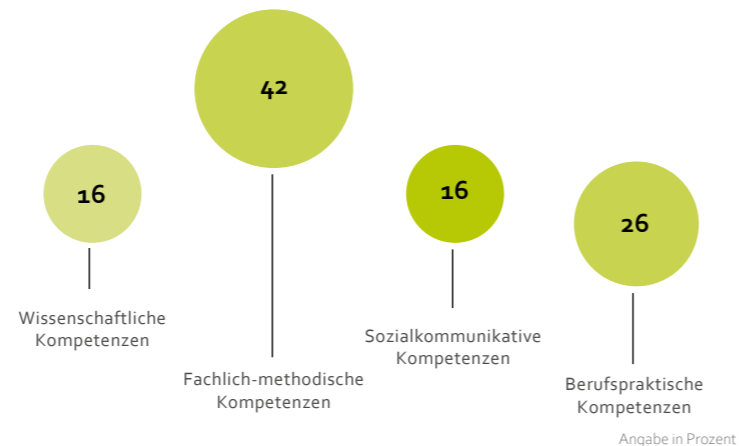 42
16
16
26
Wissenschaftliche
Kompetenzen
Sozialkommunikative
Kompetenzen
Fachlich-methodische
Kompetenzen
Berufspraktische
Kompetenzen
Angabe in Prozent